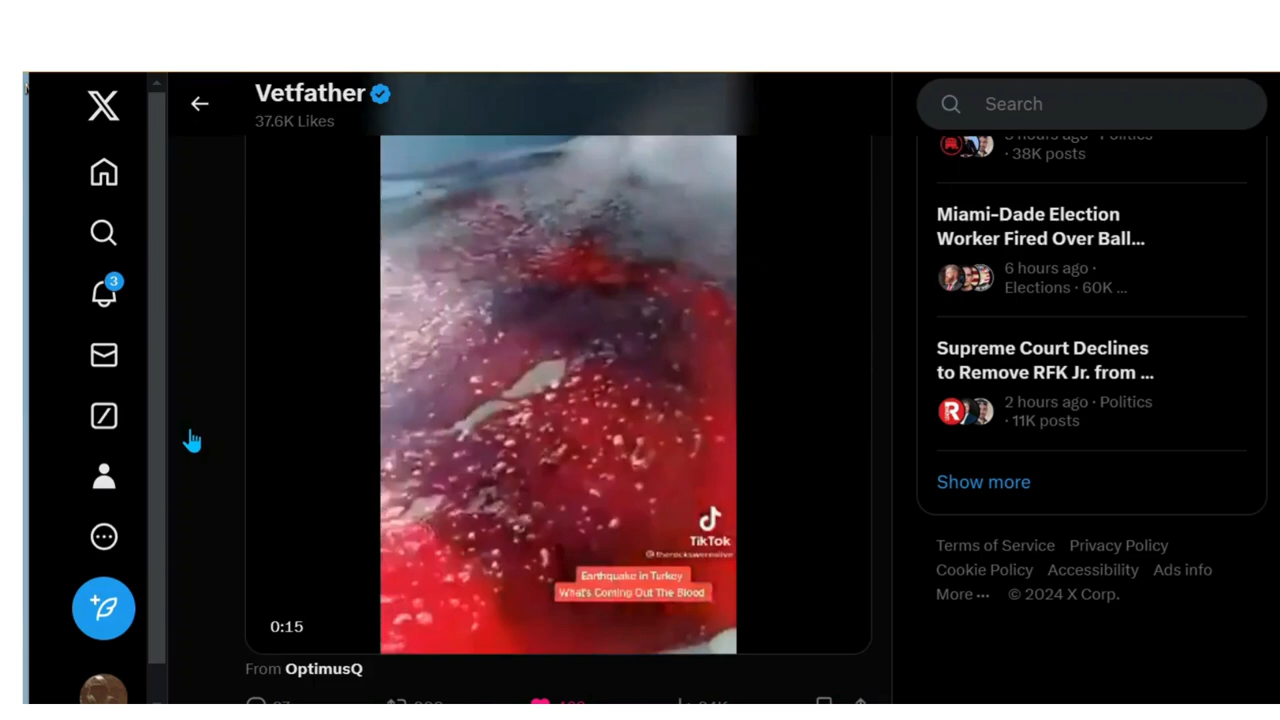 Vetfather
37.6K Likes
Search
· 38K posts
Miami-Dade Election
Worker Fired Over Ball...
6 hours ago ·
Elections · 60K ...
Supreme Court Declines
to Remove RFK Jr. from ...
2 hours ago · Politics
· 11K posts
Show more
Terms of Service Privacy Policy
Cookie Policy Accessibility Ads info
More ··· © 2024 X Corp.
3
TikTok
Earthquake in Turkey
What's Coming Out The Blood
0:15
From OptimusQ